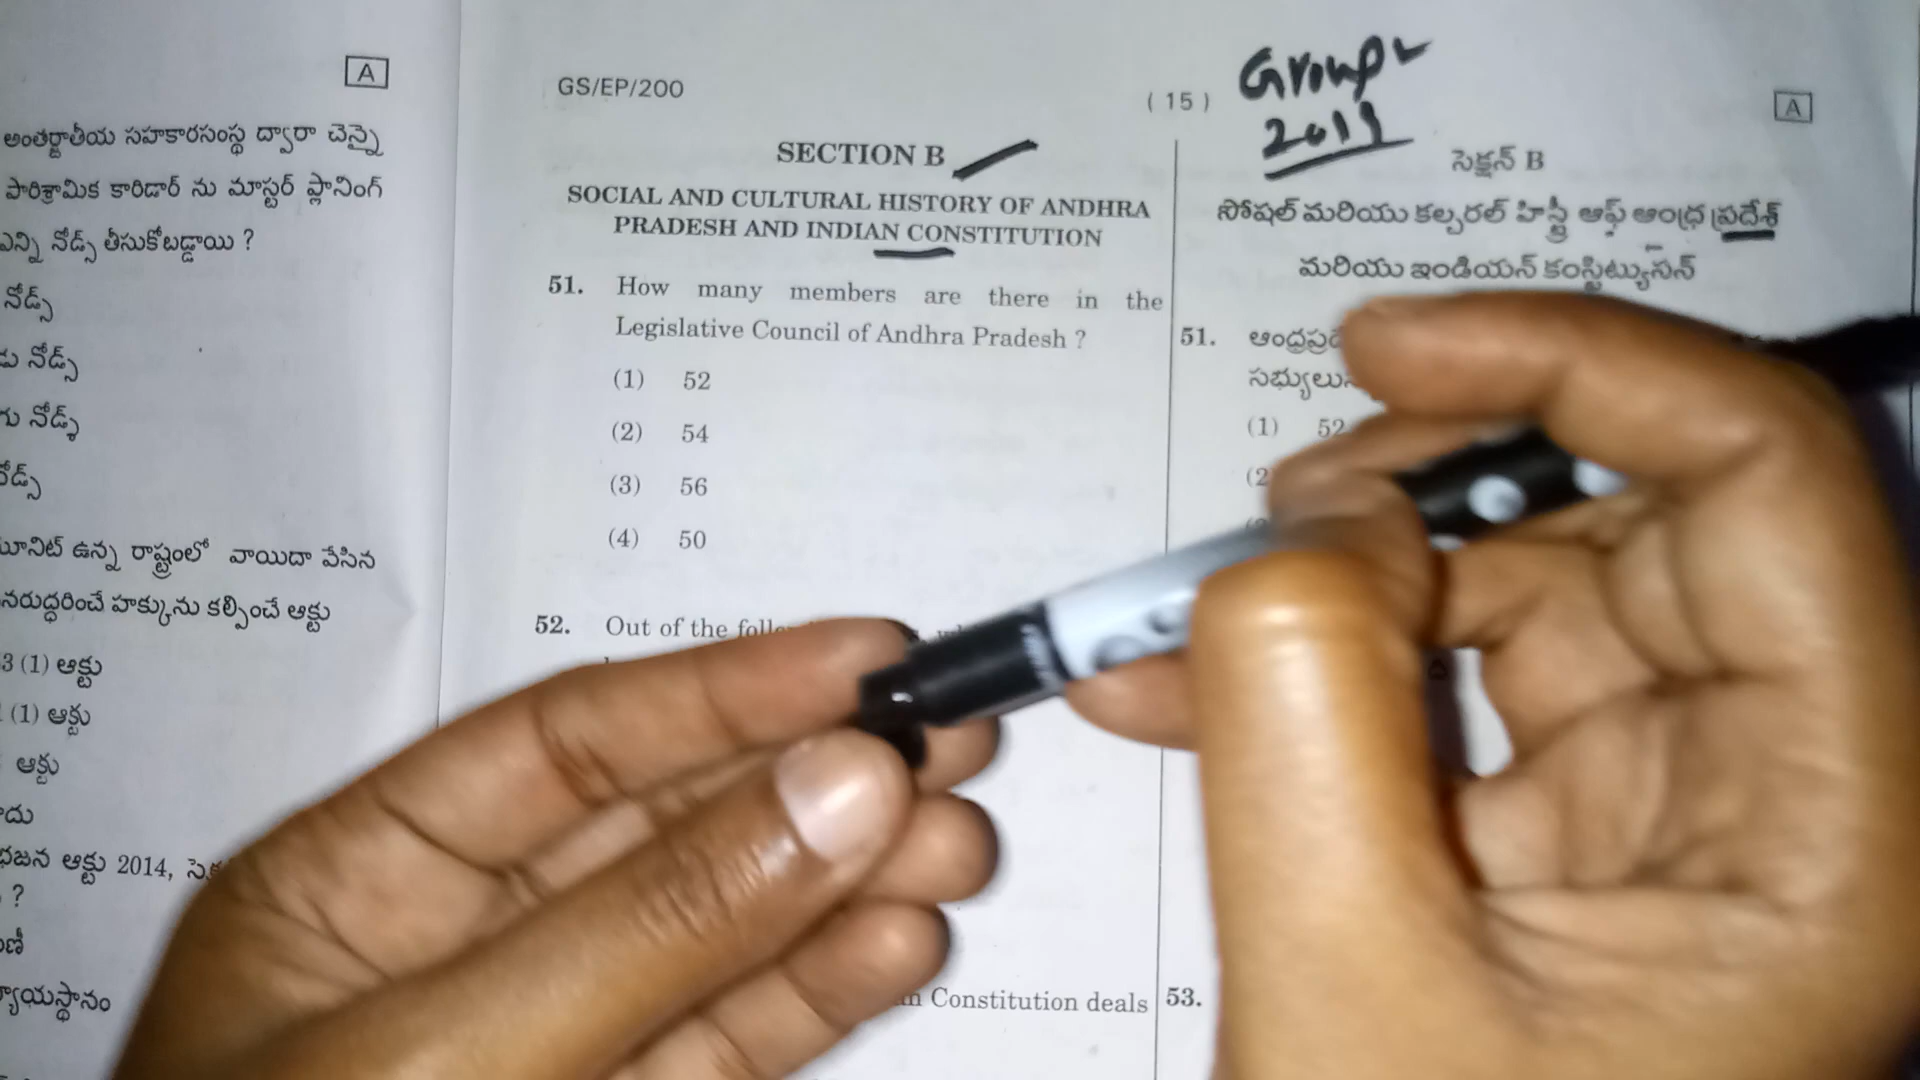 A
అంతర్జాతీయ సహకారసంస్థ ద్వారా చెన్నై
పారిశ్రామిక కారిడార్ ను మాస్టర్ ప్లానింగ్
ఎన్ని నోడ్స్ తీసుకోబడ్డాయి ?
నోడ్స్
నోడ్స్
నోడ్స్
ఉన్న రాష్ట్రంలో వాయిదా వేసిన
హక్కును కల్పించే ఆక్టు
3 (1) ఆక్టు
(1) ఆక్టు
ఆక్టు
ఆక్టు 2014,
?
GS/EP/200
( 15 )
Group
2019
A
SECTION B
SOCIAL AND CULTURAL HISTORY OF ANDHRA
PRADESH AND INDIAN CONSTITUTION
51. How many members are there in the
Legislative Council of Andhra Pradesh ?
(1) 52
(2) 54
(3) 56
(4) 50
52. Out of the
Constitution deals
సెక్షన్ B
సోషల్ మరియు కల్చరల్ హిస్టరీ ఆఫ్ ఆంధ్ర ప్రదేశ్
మరియు ఇండియన్ కంస్టిట్యుసన్
51.
(1) 52
(2
53.